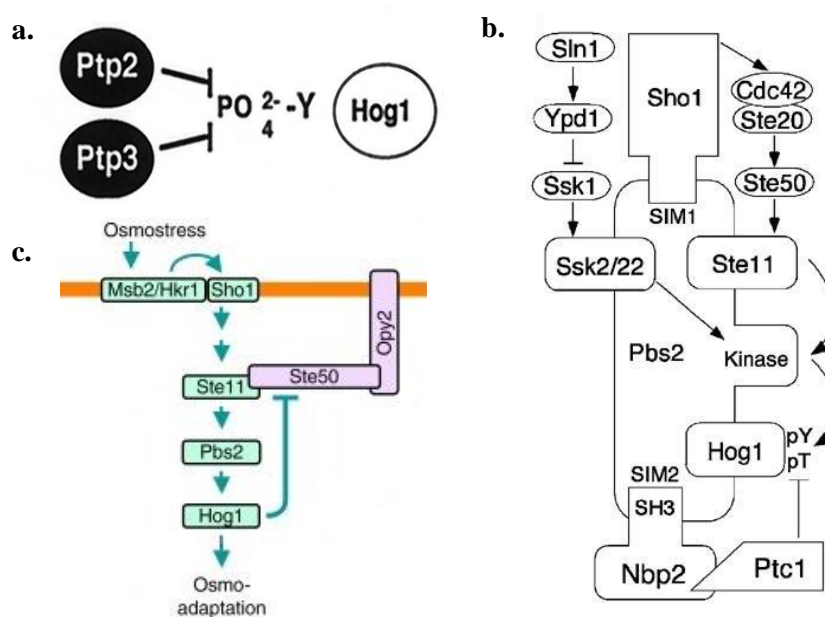 a.
Ptp2
Ptp3
PO 2- 4 -Y
Hog1
b.
Sln1
Ypd1
Ssk1
Sho1
Cdc42
Ste20
Ste50
SIM1
Ssk2/22
Ste11
Pbs2
Kinase
Hog1
pY
pT
SIM2
SH3
Nbp2
Ptc1
c.
Osmostress
Msb2/Hkr1
Sho1
Opy2
Ste11
Ste50
Pbs2
Hog1
Osmo-
adaptation